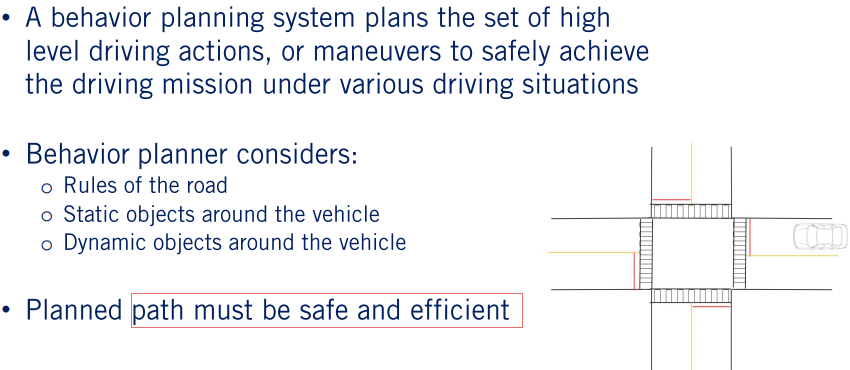 • A behavior planning system plans the set of high
level driving actions, or maneuvers to safely achieve
the driving mission under various driving situations
• Behavior planner considers:
o Rules of the road
o Static objects around the vehicle
o Dynamic objects around the vehicle
• Planned path must be safe and efficient